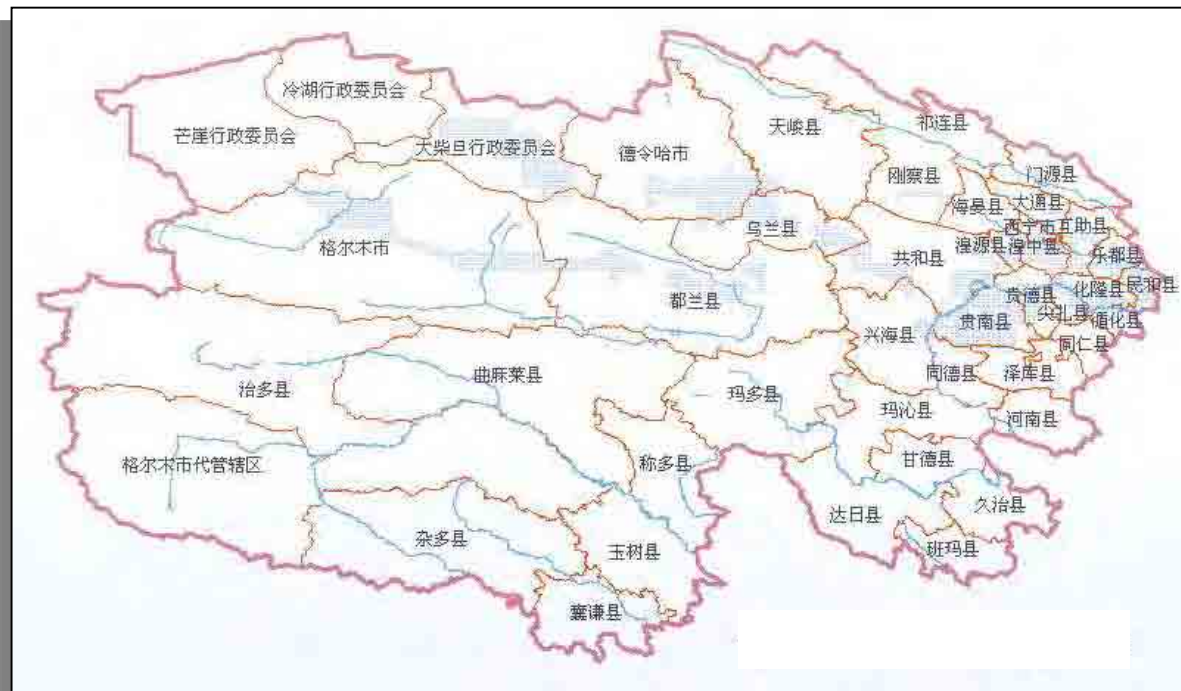 冷湖行政委员会
芒崖行政委员会
大柴旦行政委员会
德令哈市
天峻县
祁连县
刚察县
门源县
海晏县
大通县
西宁市
互助县
乌兰县
格尔木市
共和县
湟源县
湟中县
乐都县
都兰县
贵德县
化隆县
民和县
兴海县
贵南县
尖扎县
循化县
同仁县
治多县
曲麻莱县
玛多县
同德县
泽库县
玛沁县
河南县
格尔木市代管辖区
称多县
甘德县
达日县
久治县
杂多县
玉树县
班玛县
囊谦县